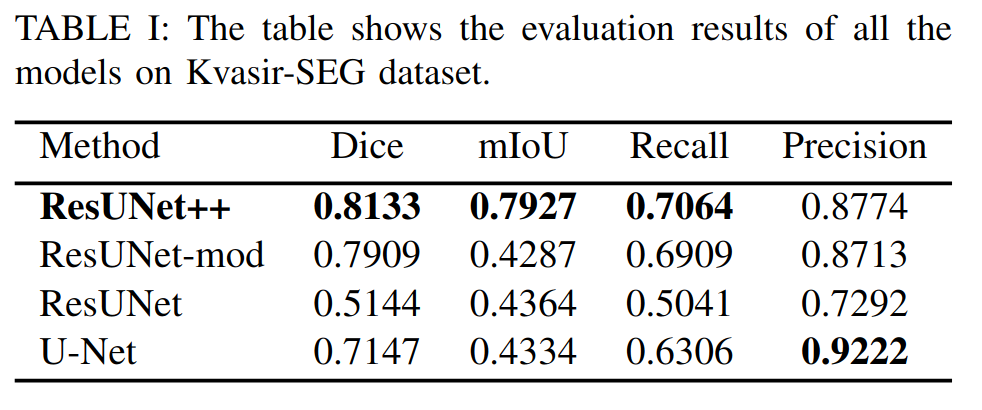 TABLE I: The table shows the evaluation results of all the
models on Kvasir-SEG dataset.
Method Dice mIoU Recall Precision
ResUNet++ 0.8133 0.7927 0.7064 0.8774
ResUNet-mod 0.7909 0.4287 0.6909 0.8713
ResUNet 0.5144 0.4364 0.5041 0.7292
U-Net 0.7147 0.4334 0.6306 0.9222